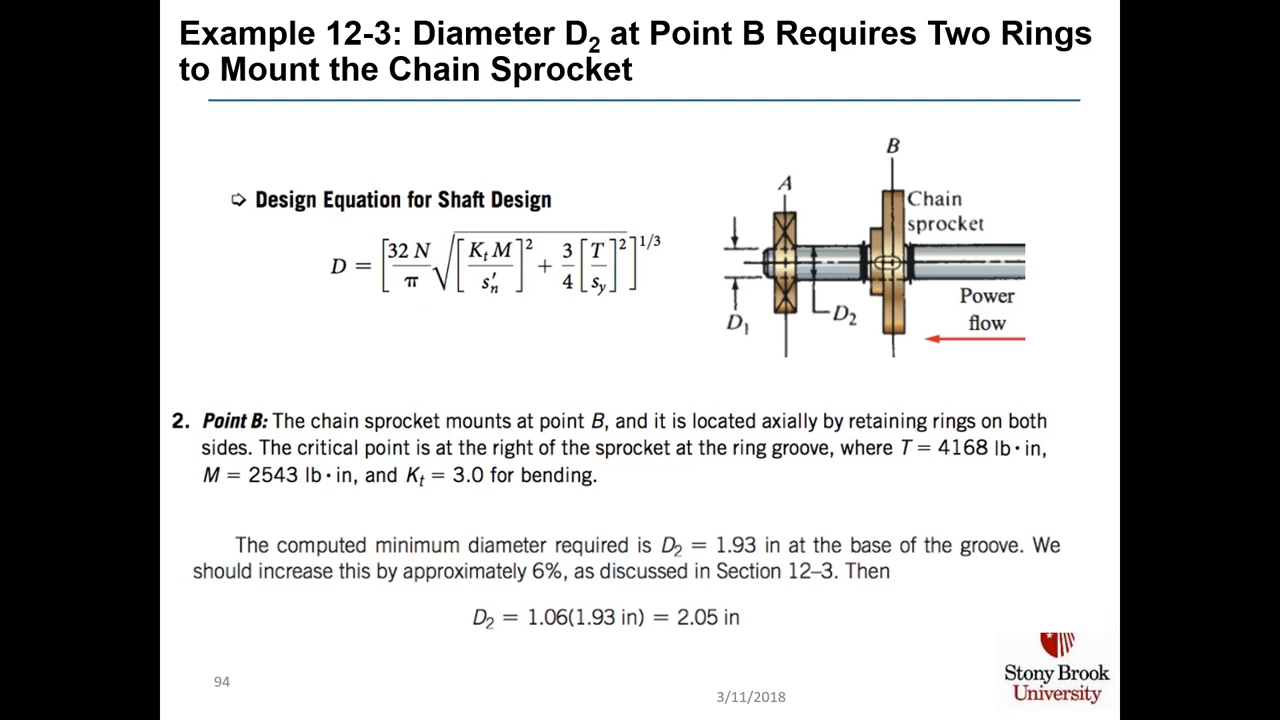 Example 12-3: Diameter D₂ at Point B Requires Two Rings
to Mount the Chain Sprocket
➩ Design Equation for Shaft Design
D = [32 N/π √([KₜM/s′ₙ]² + 3/4 [T/s_y]²)]^1/3
A
B
Chain
sprocket
D₁
D₂
Power
flow
2. Point B: The chain sprocket mounts at point B, and it is located axially by retaining rings on both
sides. The critical point is at the right of the sprocket at the ring groove, where T = 4168 lb·in,
M = 2543 lb·in, and Kₜ = 3.0 for bending.
The computed minimum diameter required is D₂ = 1.93 in at the base of the groove. We
should increase this by approximately 6%, as discussed in Section 12–3. Then
D₂ = 1.06(1.93 in) = 2.05 in
94
3/11/2018
Stony Brook
University